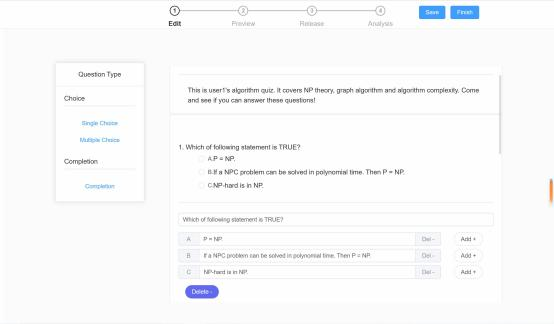 1 2 3 4
Edit Preview Release Analysis Save Finish
Question Type
Choice
Single Choice
Multiple Choice
Completion
Completion
This is user1's algorithm quiz. It covers NP theory, graph algorithm and algorithm complexity. Come
and see if you can answer these questions!
1. Which of following statement is TRUE?
A.P = NP.
B.If a NPC problem can be solved in polynomial time. Then P = NP.
C.NP-hard is in NP.
Which of following statement is TRUE?
A P = NP. Del - Add +
B If a NPC problem can be solved in polynomial time. Then P = NP. Del - Add +
C NP-hard is in NP. Del - Add +
Delete -